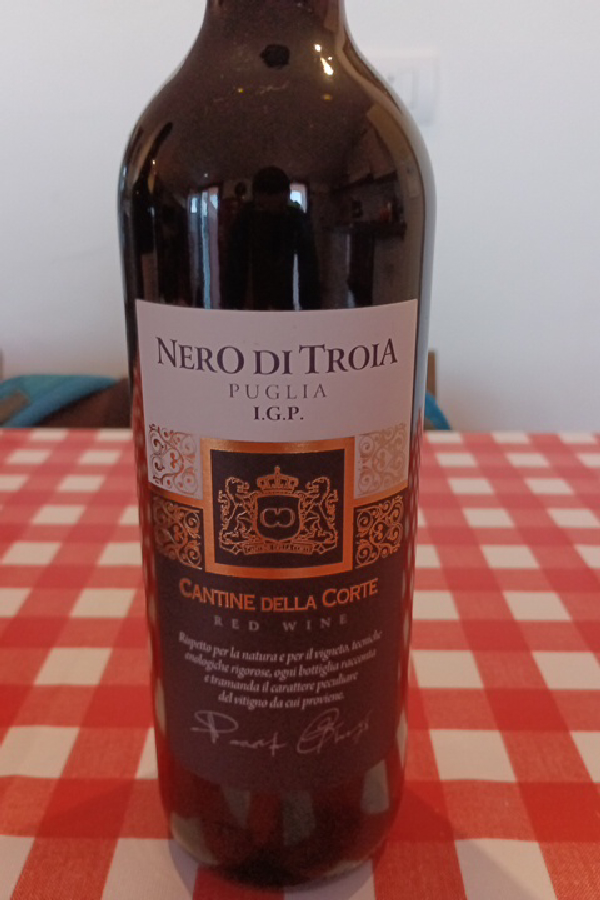 NERO DI TROIA
PUGLIA
I.G.P.
CANTINE DELLA CORTE
RED WINE
Rispetto per la natura e per il vigneto, tecniche
enologiche rigorose, ogni bottiglia racconta
e tramanda il carattere peculiare
del vitigno da cui proviene.